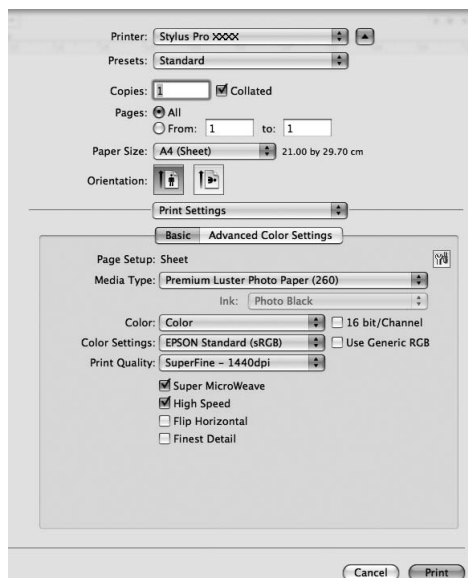 Printer: Stylus Pro XXXX
Presets: Standard
Copies: 1 Collated
Pages: All
From: 1 to: 1
Paper Size: A4 (Sheet) 21.00 by 29.70 cm
Orientation:
Print Settings
Basic Advanced Color Settings
Page Setup: Sheet
Media Type: Premium Luster Photo Paper (260)
Ink: Photo Black
Color: Color 16 bit/Channel
Color Settings: EPSON Standard (sRGB) Use Generic RGB
Print Quality: SuperFine – 1440dpi
Super MicroWeave
High Speed
Flip Horizontal
Finest Detail
Cancel Print